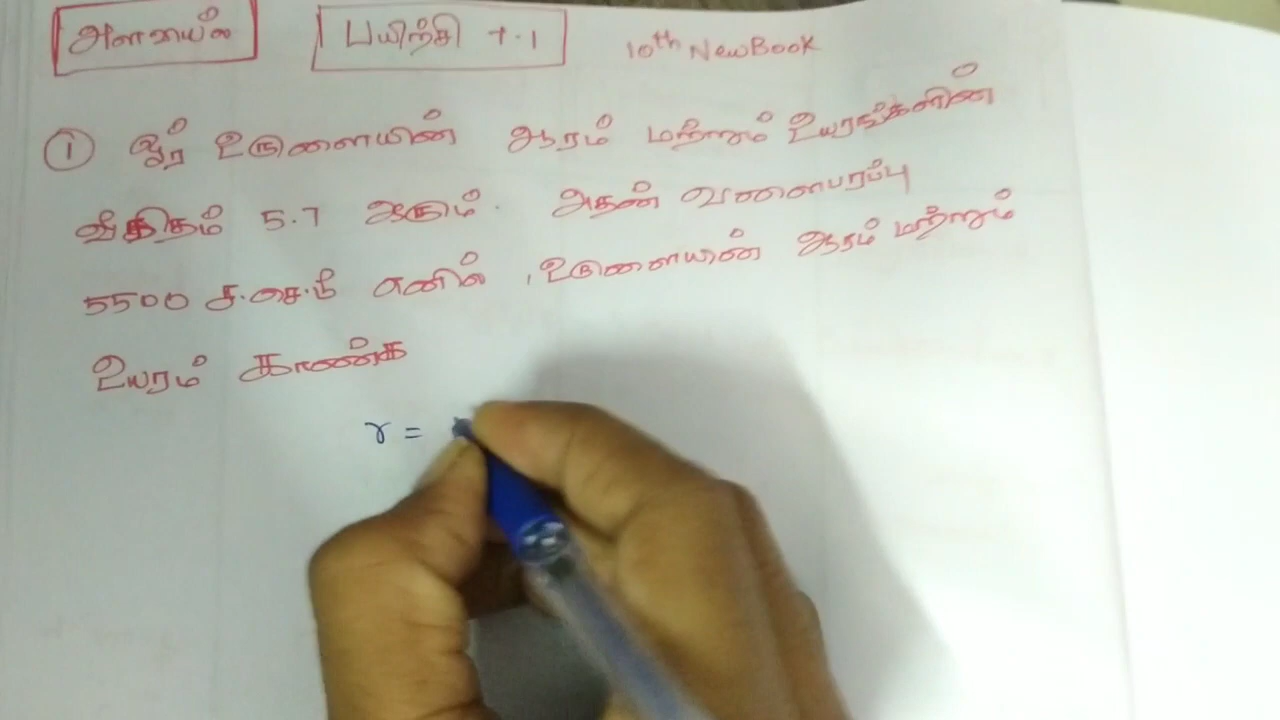 அளவியல் பயிற்சி 7.1 10th New Book
① ஓர் உருளையின் ஆரம் மற்றும் உயரங்களின்
விகிதம் 5.7 ஆகும். அதன் வளைபரப்பு
5500 ச.செ.மீ எனில், உருளையின் ஆரம் மற்றும்
உயரம் காண்க
r =